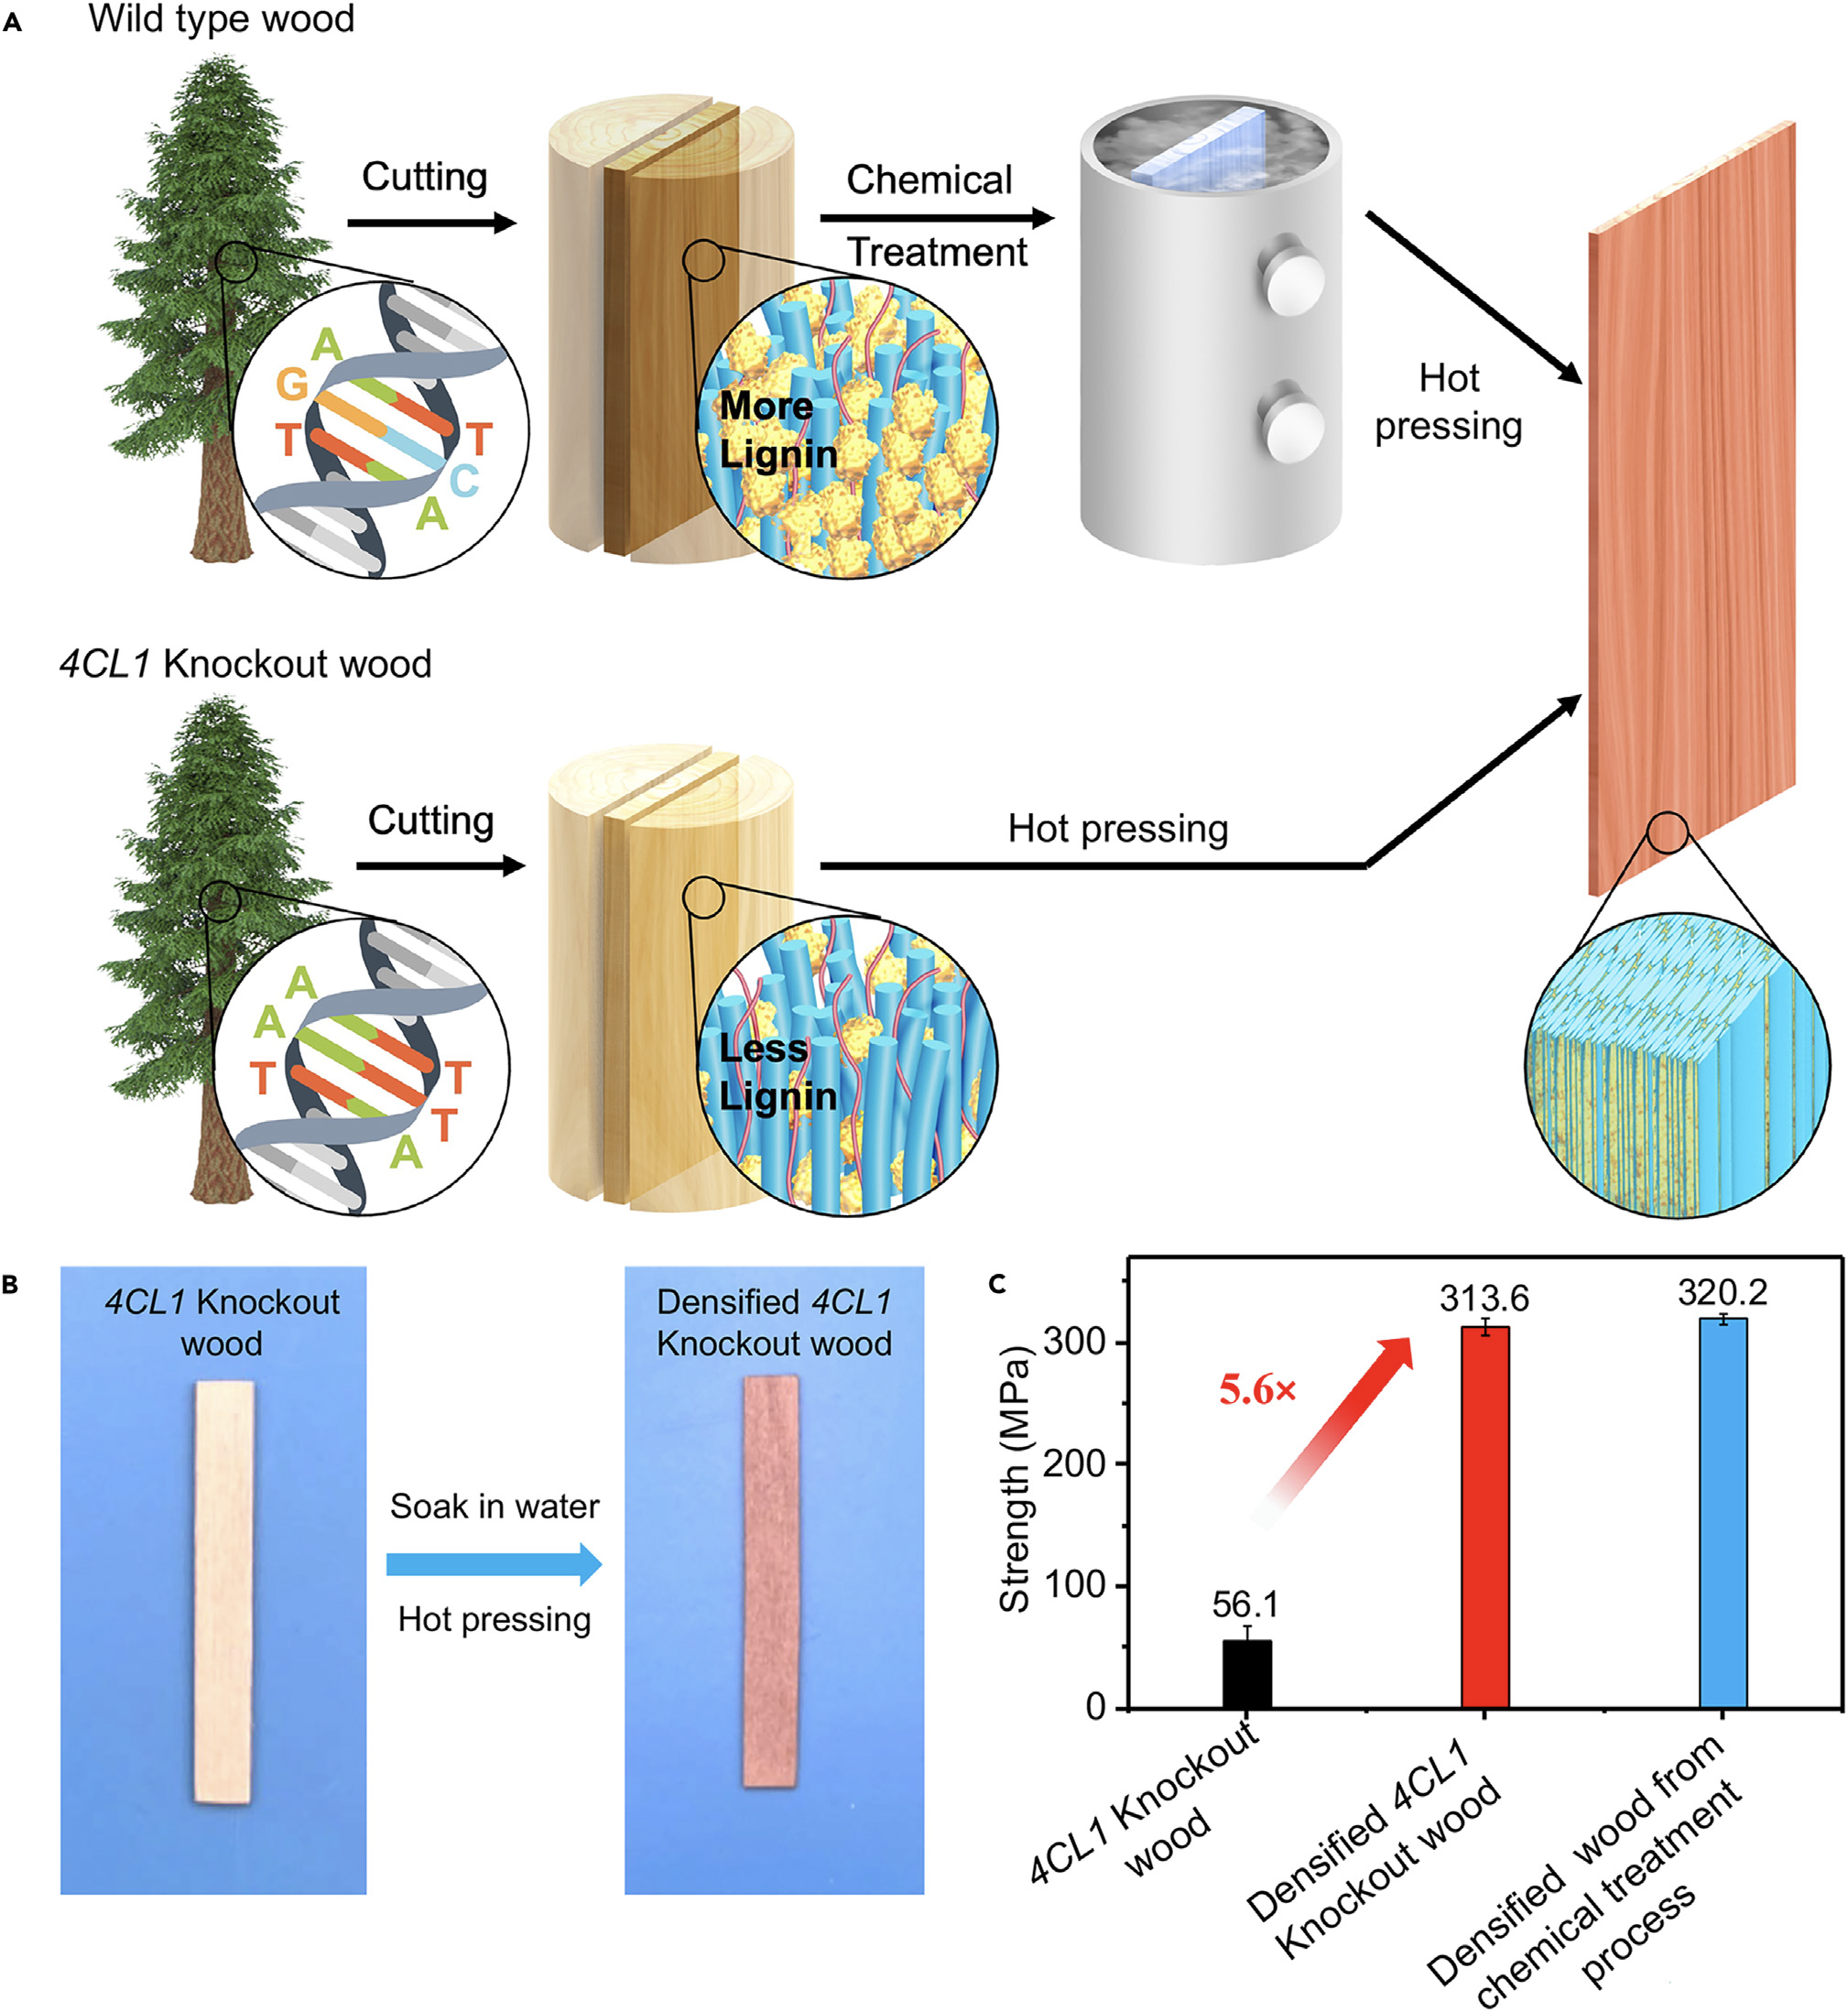 A
Wild type wood
Cutting
Chemical
Treatment
A
G
T
T
C
A
More
Lignin
Hot
pressing
4CL1 Knockout wood
Cutting
Hot pressing
A
A
T
T
T
A
Less
Lignin
B
4CL1 Knockout
wood
Soak in water
Hot pressing
Densified 4CL1
Knockout wood
C
Strength (MPa)
300
200
100
0
56.1
5.6×
313.6
320.2
4CL1 Knockout
wood
Densified 4CL1
Knockout wood
Densified wood from
chemical treatment
process